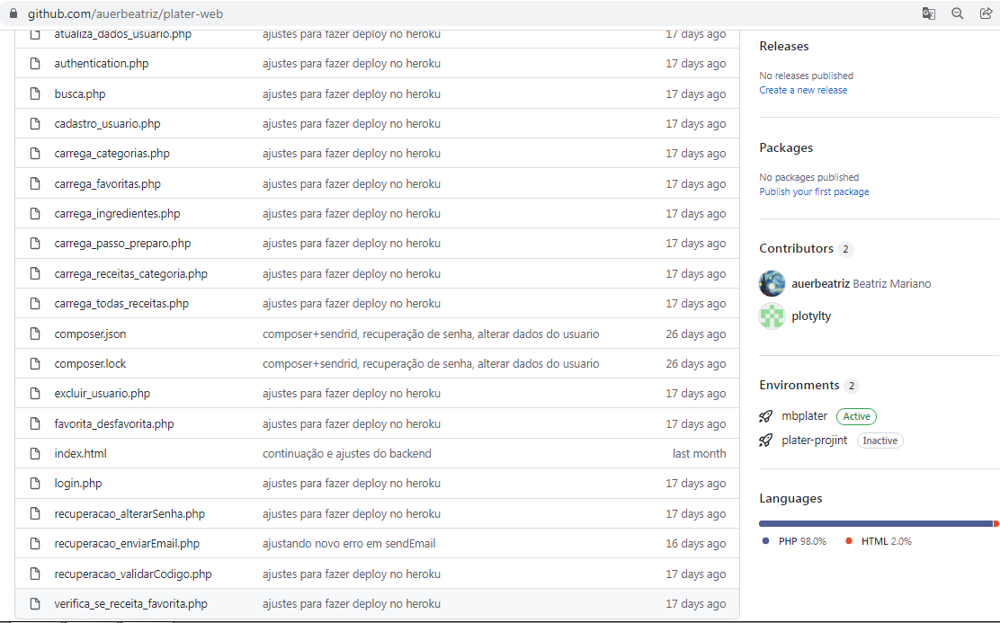 github.com/auerbeatriz/plater-web
atualiza_dados_usuario.php ajustes para fazer deploy no heroku 17 days ago
authentication.php ajustes para fazer deploy no heroku 17 days ago
busca.php ajustes para fazer deploy no heroku 17 days ago
cadastro_usuario.php ajustes para fazer deploy no heroku 17 days ago
carrega_categorias.php ajustes para fazer deploy no heroku 17 days ago
carrega_favoritas.php ajustes para fazer deploy no heroku 17 days ago
carrega_ingredientes.php ajustes para fazer deploy no heroku 17 days ago
carrega_passo_preparo.php ajustes para fazer deploy no heroku 17 days ago
carrega_receitas_categoria.php ajustes para fazer deploy no heroku 17 days ago
carrega_todas_receitas.php ajustes para fazer deploy no heroku 17 days ago
composer.json composer+sendrid, recuperação de senha, alterar dados do usuario 26 days ago
composer.lock composer+sendrid, recuperação de senha, alterar dados do usuario 26 days ago
excluir_usuario.php ajustes para fazer deploy no heroku 17 days ago
favorita_desfavorita.php ajustes para fazer deploy no heroku 17 days ago
index.html continuação e ajustes do backend last month
login.php ajustes para fazer deploy no heroku 17 days ago
recuperacao_alterarSenha.php ajustes para fazer deploy no heroku 17 days ago
recuperacao_enviarEmail.php ajustando novo erro em sendEmail 16 days ago
recuperacao_validarCodigo.php ajustes para fazer deploy no heroku 17 days ago
verifica_se_receita_favorita.php ajustes para fazer deploy no heroku 17 days ago
Releases
No releases published
Create a new release
Packages
No packages published
Publish your first package
Contributors 2
auerbeatriz Beatriz Mariano
plotylty
Environments 2
mbplater Active
plater-projint Inactive
Languages
PHP 98.0% HTML 2.0%